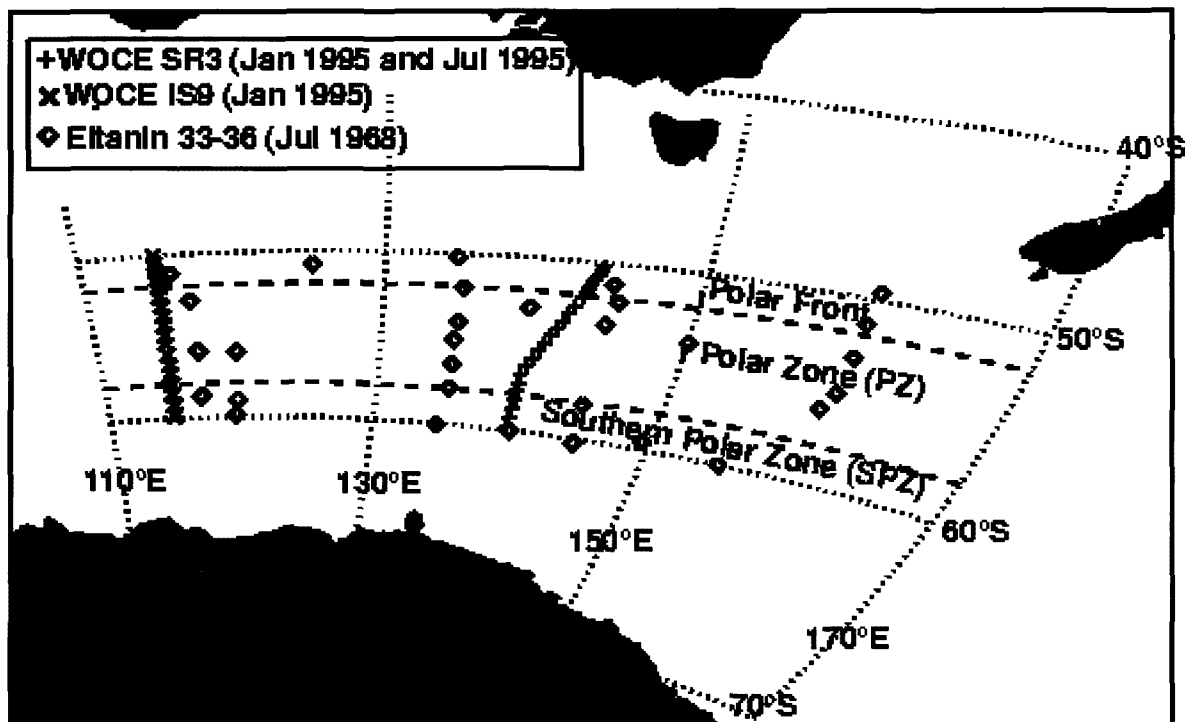 +WOCE SR3 (Jan 1995 and Jul 1995)
×WOCE IS9 (Jan 1995)
◇ Eltanin 33-36 (Jul 1968)
40°S
Polar Front
50°S
Polar Zone (PZ)
Southern Polar Zone (SPZ)
110°E
130°E
150°E
60°S
170°E
70°S